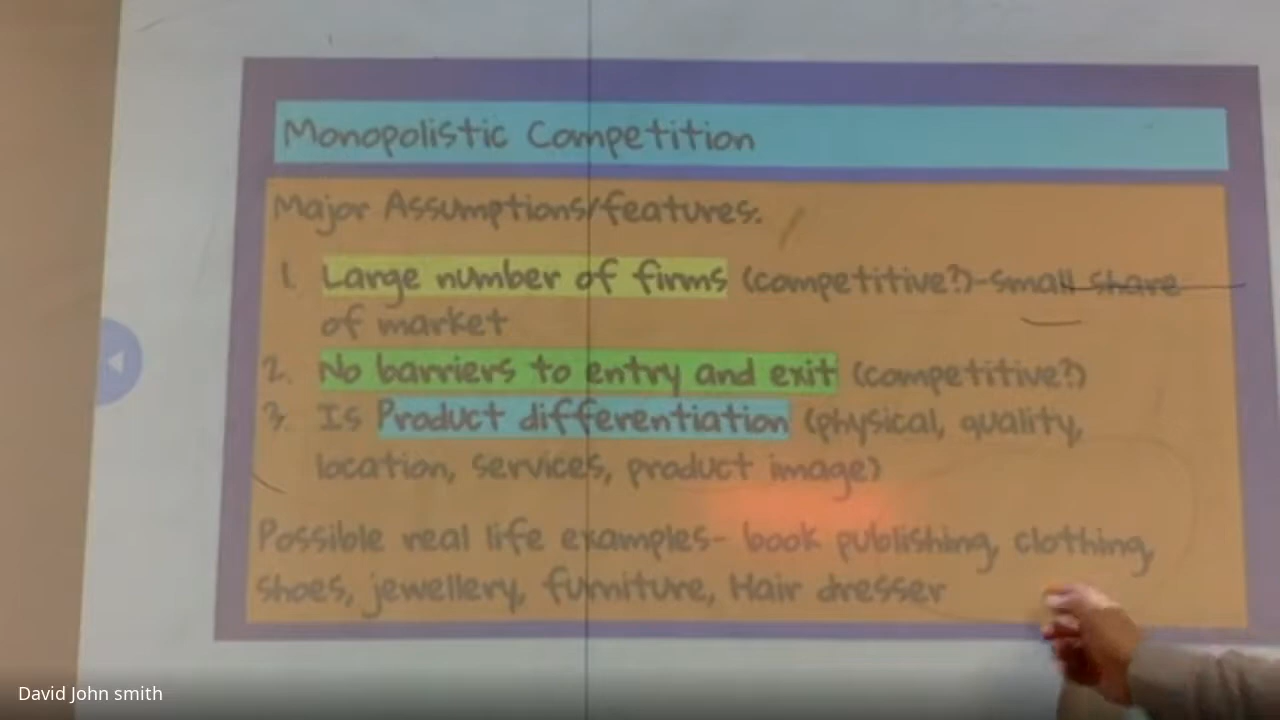 Monopolistic Competition
Major Assumptions/features:
1. Large number of firms (competitive?)-small share
of market
2. No barriers to entry and exit (competitive?)
3. Is Product differentiation (physical, quality,
location, services, product image)
Possible real life examples- book publishing, clothing,
shoes, jewellery, furniture, Hair dresser
David John smith